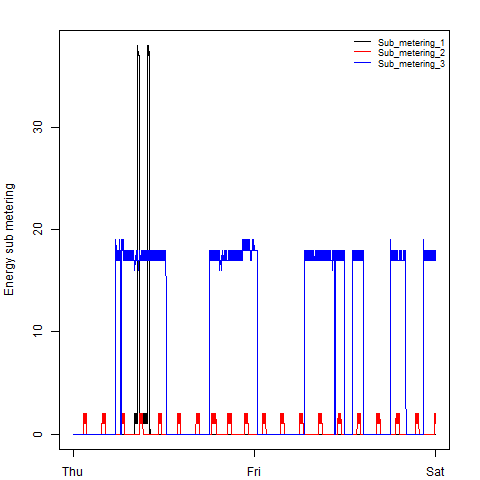 Sub_metering_1
Sub_metering_2
Sub_metering_3
Energy sub metering
30
20
10
0
Thu Fri Sat